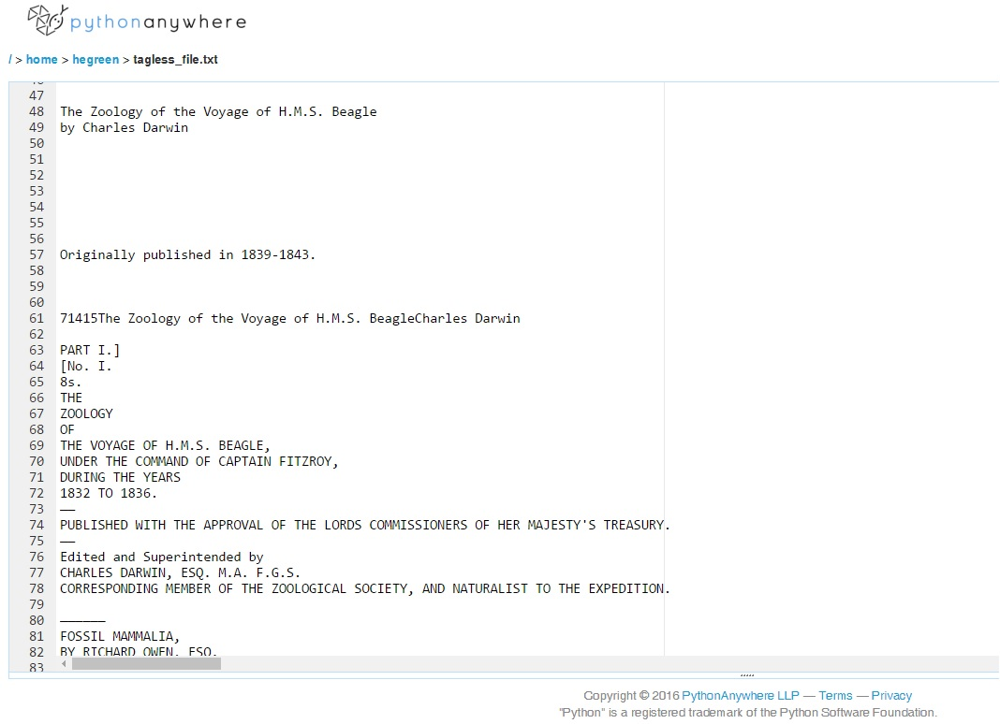 pythonanywhere
/ > home > hegreen > tagless_file.txt
47
48 The Zoology of the Voyage of H.M.S. Beagle
49 by Charles Darwin
50
51
52
53
54
55
56
57 Originally published in 1839-1843.
58
59
60
61 71415The Zoology of the Voyage of H.M.S. BeagleCharles Darwin
62
63 PART I.]
64 [No. I.
65 8s.
66 THE
67 ZOOLOGY
68 OF
69 THE VOYAGE OF H.M.S. BEAGLE,
70 UNDER THE COMMAND OF CAPTAIN FITZROY,
71 DURING THE YEARS
72 1832 TO 1836.
73 —
74 PUBLISHED WITH THE APPROVAL OF THE LORDS COMMISSIONERS OF HER MAJESTY'S TREASURY.
75 —
76 Edited and Superintended by
77 CHARLES DARWIN, ESQ. M.A. F.G.S.
78 CORRESPONDING MEMBER OF THE ZOOLOGICAL SOCIETY, AND NATURALIST TO THE EXPEDITION.
79
80 ———
81 FOSSIL MAMMALIA,
82 BY RICHARD OWEN, ESQ.
83
Copyright © 2016 PythonAnywhere LLP — Terms — Privacy
"Python" is a registered trademark of the Python Software Foundation.